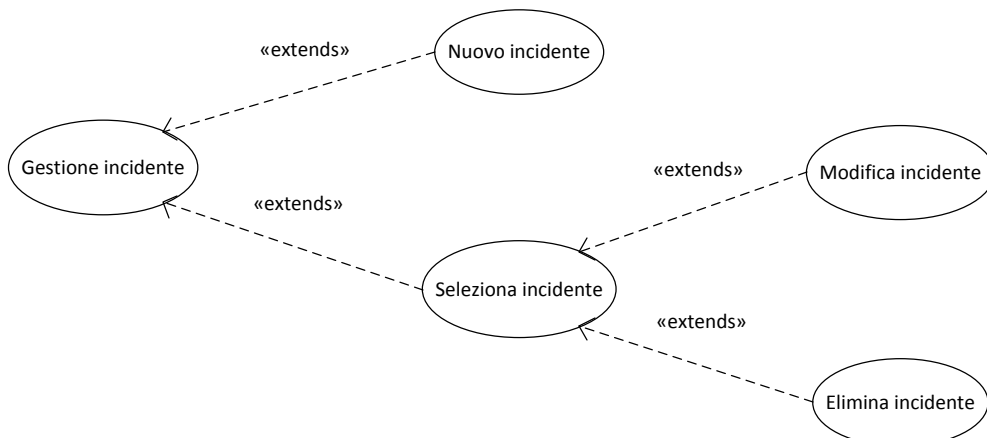 «extends»
Nuovo incidente
Gestione incidente
Modifica incidente
«extends»
«extends»
Seleziona incidente
«extends»
Elimina incidente